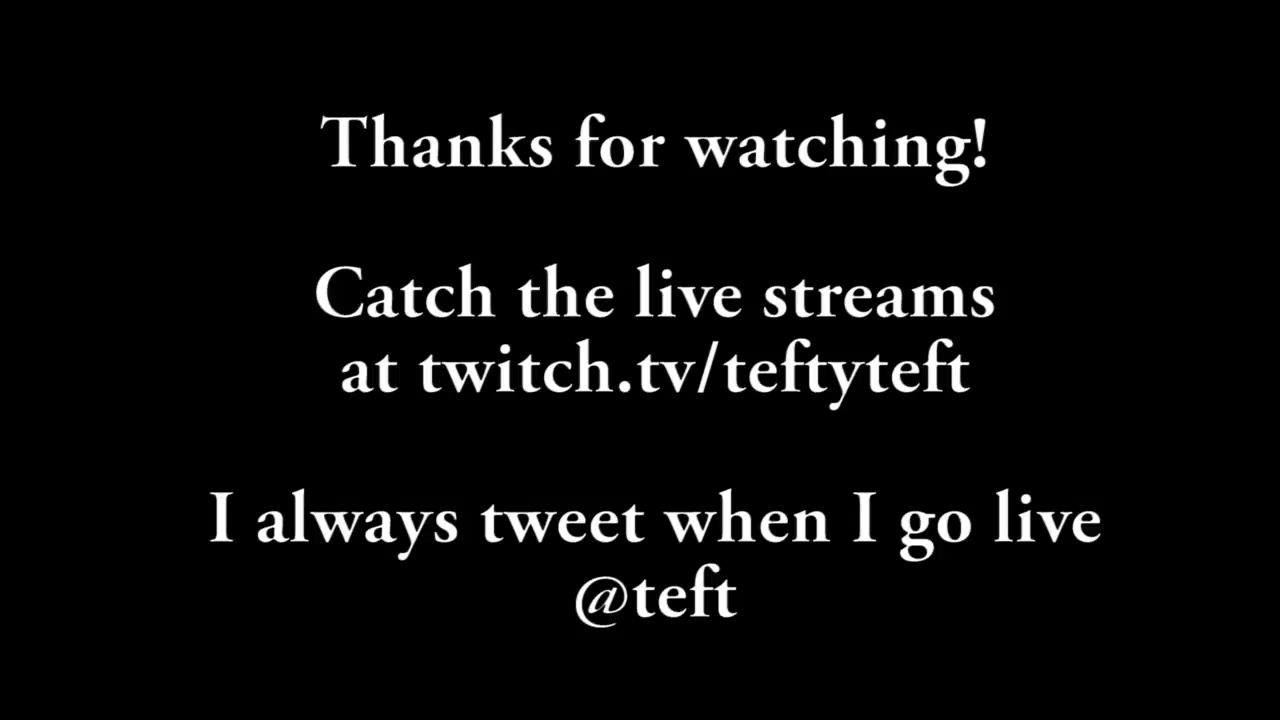 Thanks for watching!
Catch the live streams
at twitch.tv/teftyteft
I always tweet when I go live
@teft